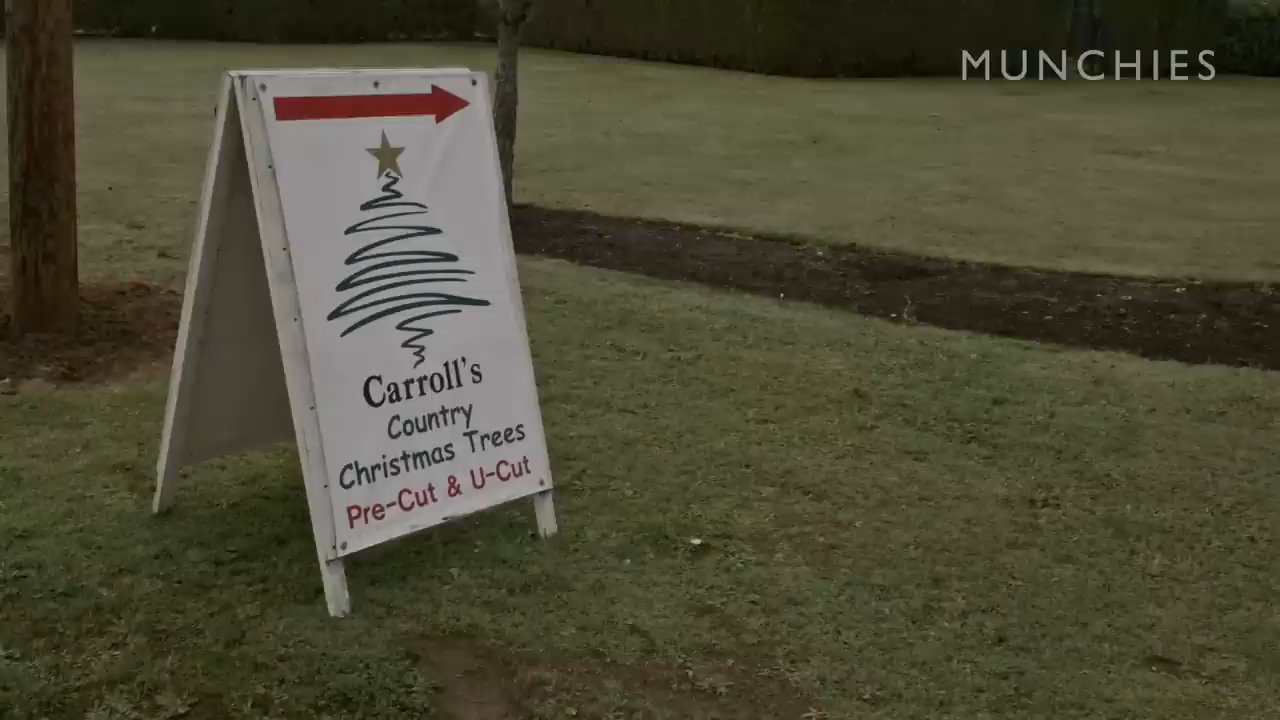 MUNCHIES
Carroll's
Country
Christmas Trees
Pre-Cut & U-Cut